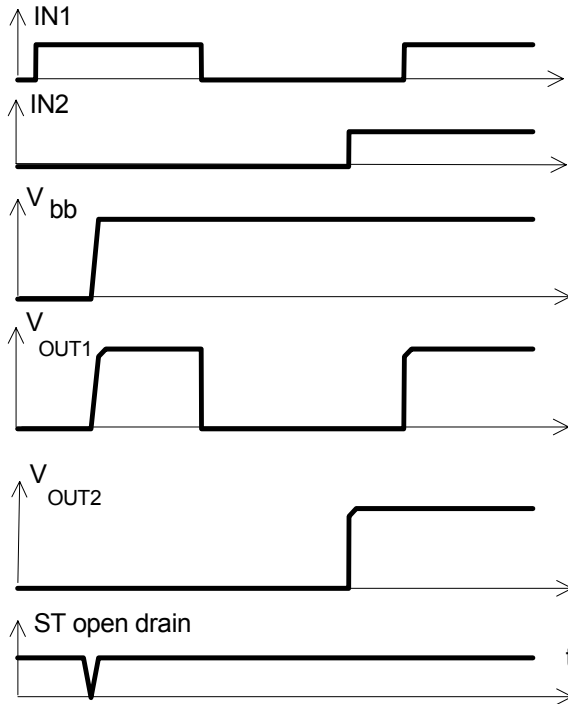 IN1
IN2
V bb
V OUT1
V OUT2
ST open drain
t